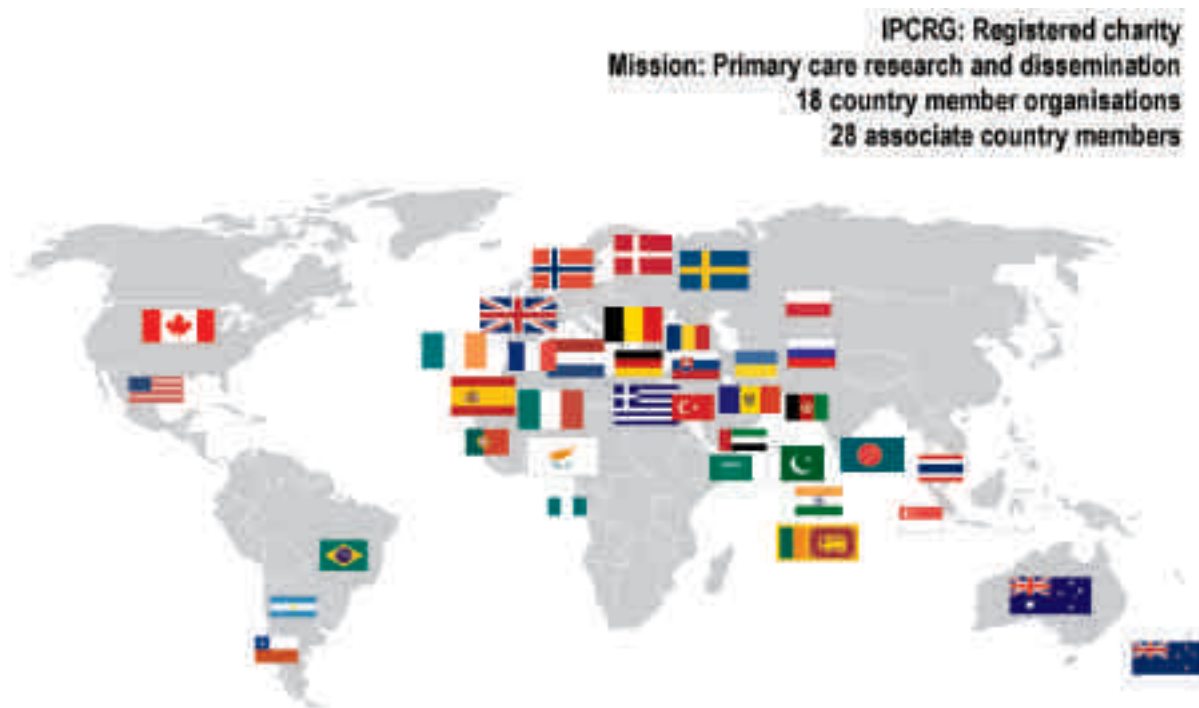 IPCRG: Registered charity
Mission: Primary care research and dissemination
18 country member organisations
28 associate country members